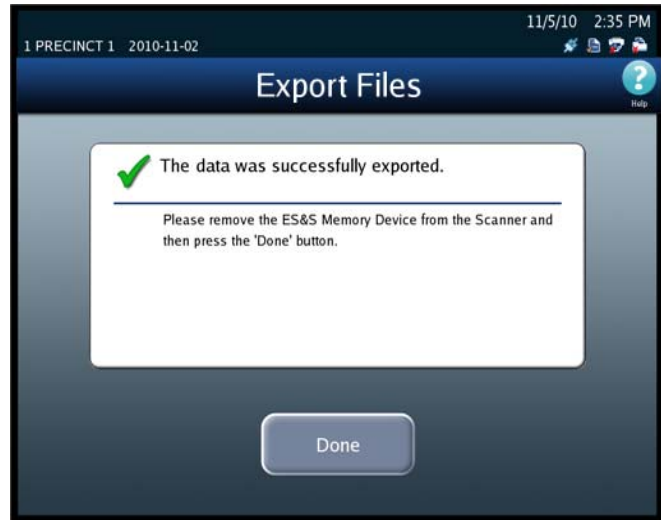 11/5/10 2:35 PM
1 PRECINCT 1 2010-11-02
Export Files
Help
The data was successfully exported.
Please remove the ES&S Memory Device from the Scanner and
then press the 'Done' button.
Done